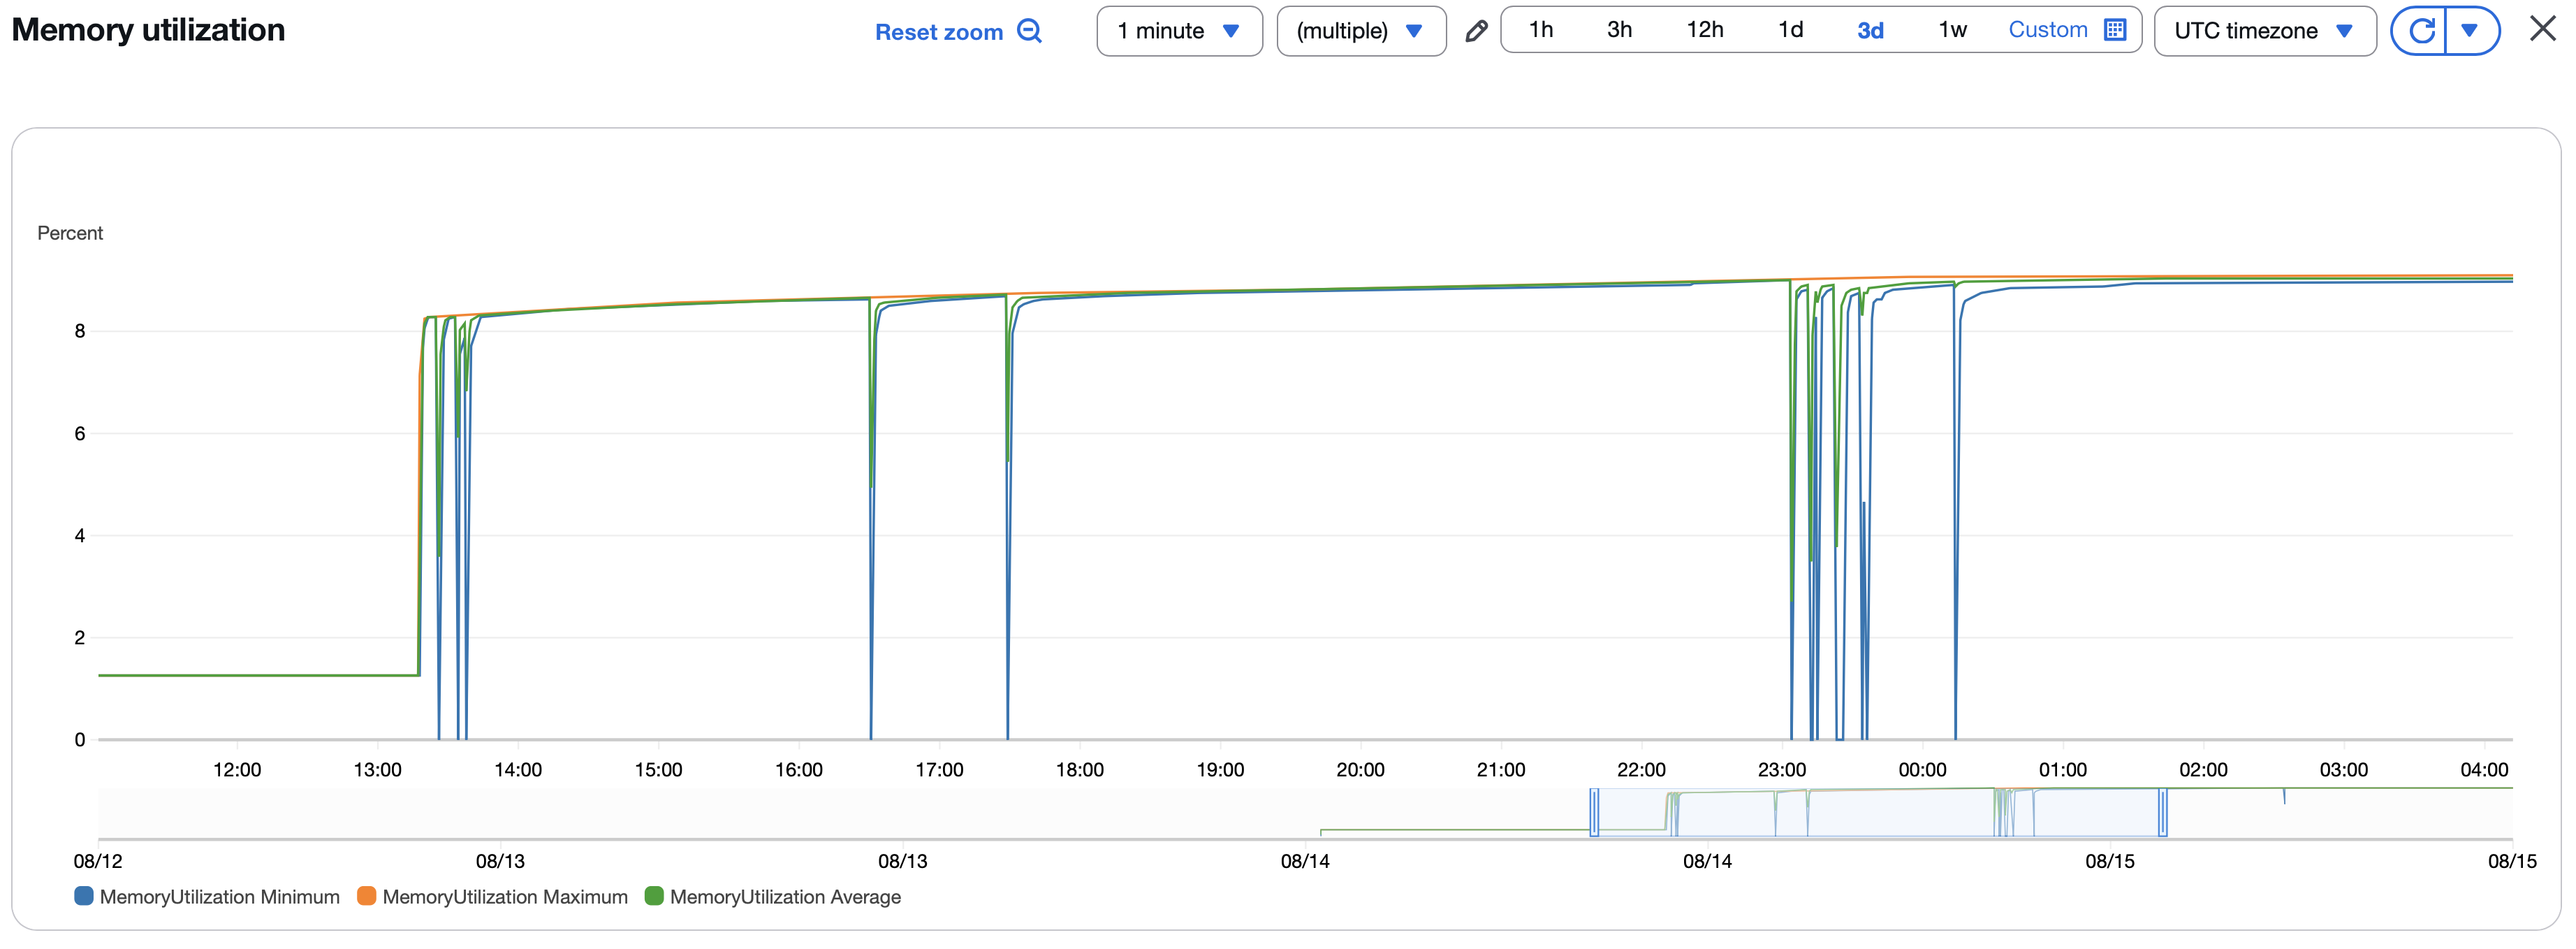 Memory utilization
Reset zoom
1 minute
(multiple)
1h 3h 12h 1d 3d 1w Custom
UTC timezone
Percent
8
6
4
2
0
12:00 13:00 14:00 15:00 16:00 17:00 18:00 19:00 20:00 21:00 22:00 23:00 00:00 01:00 02:00 03:00 04:00
08/12 08/13 08/13 08/14 08/14 08/15 08/15
MemoryUtilization Minimum MemoryUtilization Maximum MemoryUtilization Average